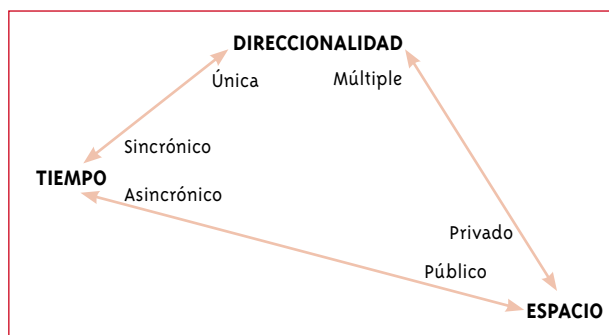 DIRECCIONALIDAD
Única
Múltiple
Sincrónico
TIEMPO
Asincrónico
Privado
Público
ESPACIO